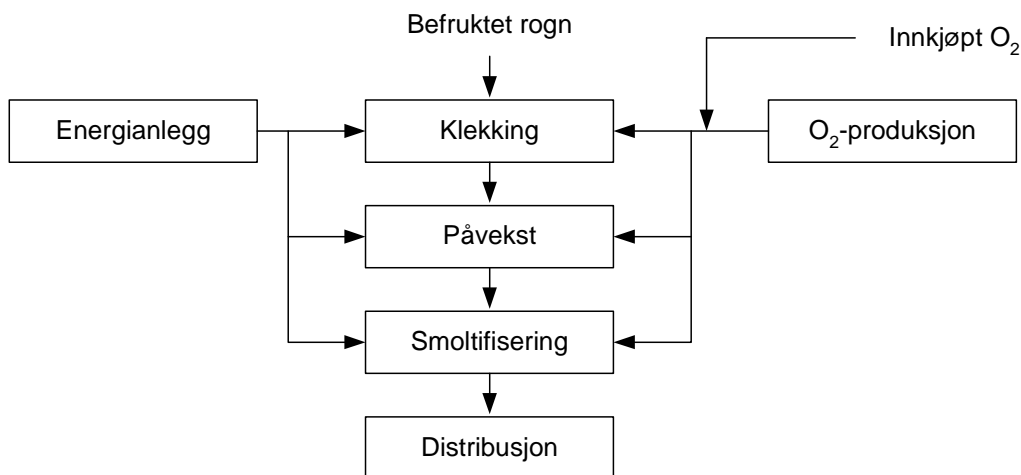 Befruktet rogn
Innkjøpt O₂
Energianlegg
Klekking
O₂-produksjon
Påvekst
Smoltifisering
Distribusjon